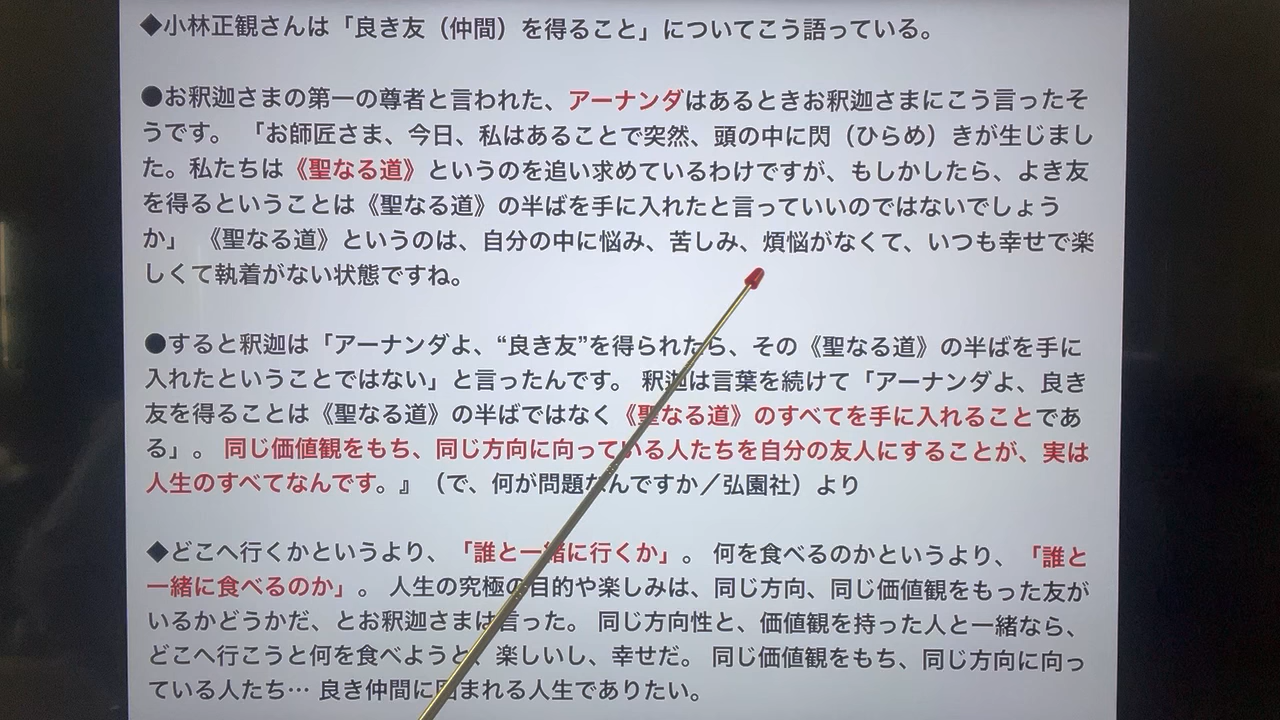 ◆小林正観さんは「良き友（仲間）を得ること」についてこう語っている。
●お釈迦さまの第一の尊者と言われた、アーナンダはあるときお釈迦さまにこう言ったそ
うです。 「お師匠さま、今日、私はあることで突然、頭の中に閃（ひらめ）きが生じまし
た。私たちは《聖なる道》というのを追い求めているわけですが、もしかしたら、よき友
を得るということは《聖なる道》の半ばを手に入れたと言っていいのではないでしょう
か」 《聖なる道》というのは、自分の中に悩み、苦しみ、煩悩がなくて、いつも幸せで楽
しくて執着がない状態ですね。
●すると釈迦は「アーナンダよ、“良き友”を得られたら、その《聖なる道》の半ばを手に
入れたということではない」と言ったんです。 釈迦は言葉を続けて「アーナンダよ、良き
友を得ることは《聖なる道》の半ばではなく《聖なる道》のすべてを手に入れることであ
る」。 同じ価値観をもち、同じ方向に向っている人たちを自分の友人にすることが、実は
人生のすべてなんです。』（で、何が問題なんですか／弘園社）より
◆どこへ行くかというより、「誰と一緒に行くか」。 何を食べるのかというより、「誰と
一緒に食べるのか」。 人生の究極の目的や楽しみは、同じ方向、同じ価値観をもった友が
いるかどうかだ、とお釈迦さまは言った。 同じ方向性と、価値観を持った人と一緒なら、
どこへ行こうと何を食べようと、楽しいし、幸せだ。 同じ価値観をもち、同じ方向に向っ
ている人たち… 良き仲間に囲まれる人生でありたい。